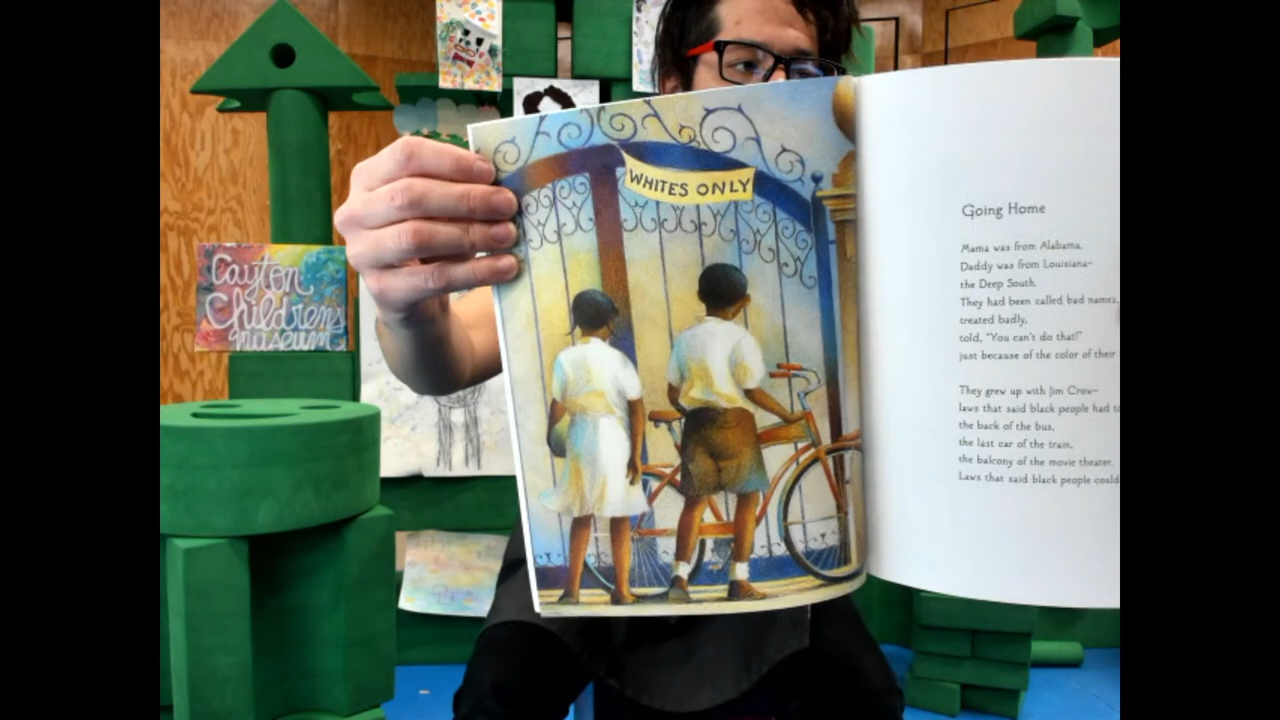 Cayton
Children's
museum
WHITES ONLY
Going Home
Mama was from Alabama,
Daddy was from Louisiana—
the Deep South.
They had been called bad names,
treated badly,
told, "You can't do that!"
just because of the color of their
They grew up with Jim Crow—
laws that said black people had to
the back of the bus,
the last car of the train,
the balcony of the movie theater.
Laws that said black people could